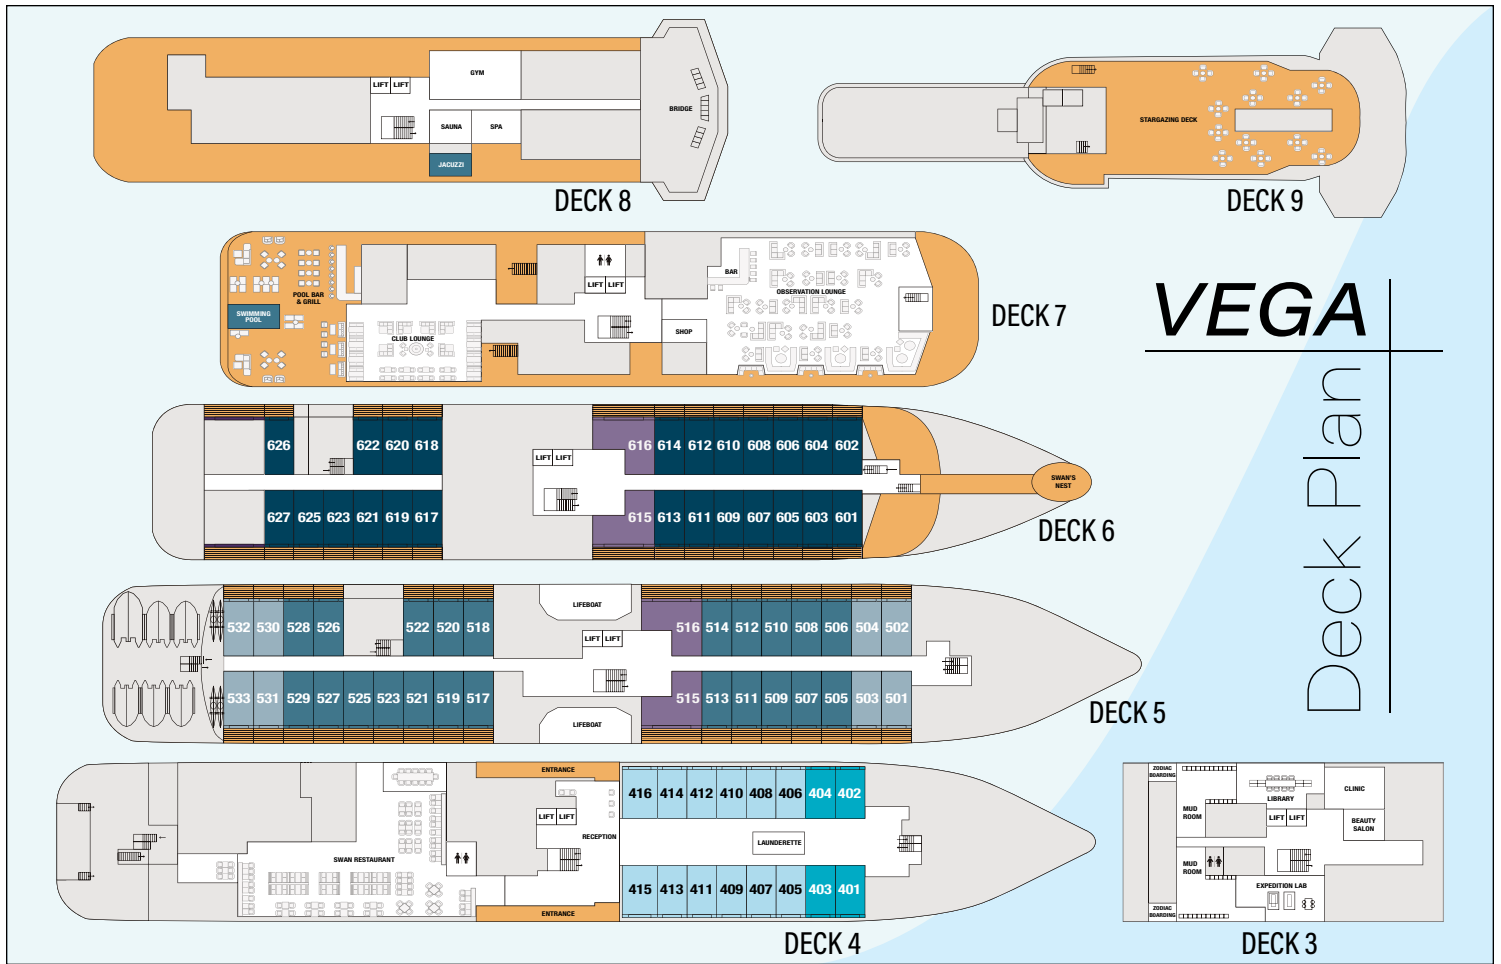 GYM
LIFT LIFT
SAUNA
SPA
JACUZZI
BRIDGE
DECK 8
STARGAZING DECK
DECK 9
POOL BAR
& GRILL
SWIMMING
POOL
CLUB LOUNGE
LIFT LIFT
SHOP
BAR
OBSERVATION LOUNGE
DECK 7
VEGA
Deck Plan
626 622 620 618
616 614 612 610 608 606 604 602
LIFT LIFT
627 625 623 621 619 617
615 613 611 609 607 605 603 601
SWAN'S
NEST
DECK 6
LIFEBOAT
532 530 528 526 522 520 518
516 514 512 510 508 506 504 502
LIFT LIFT
533 531 529 527 525 523 521 519 517
515 513 511 509 507 505 503 501
LIFEBOAT
DECK 5
ENTRANCE
416 414 412 410 408 406 404 402
LIFT LIFT
RECEPTION
LAUNDERETTE
SWAN RESTAURANT
415 413 411 409 407 405 403 401
ENTRANCE
DECK 4
ZODIAC
BOARDING
MUD
ROOM
LIBRARY
CLINIC
LIFT LIFT
BEAUTY
SALON
MUD
ROOM
EXPEDITION LAB
ZODIAC
BOARDING
DECK 3